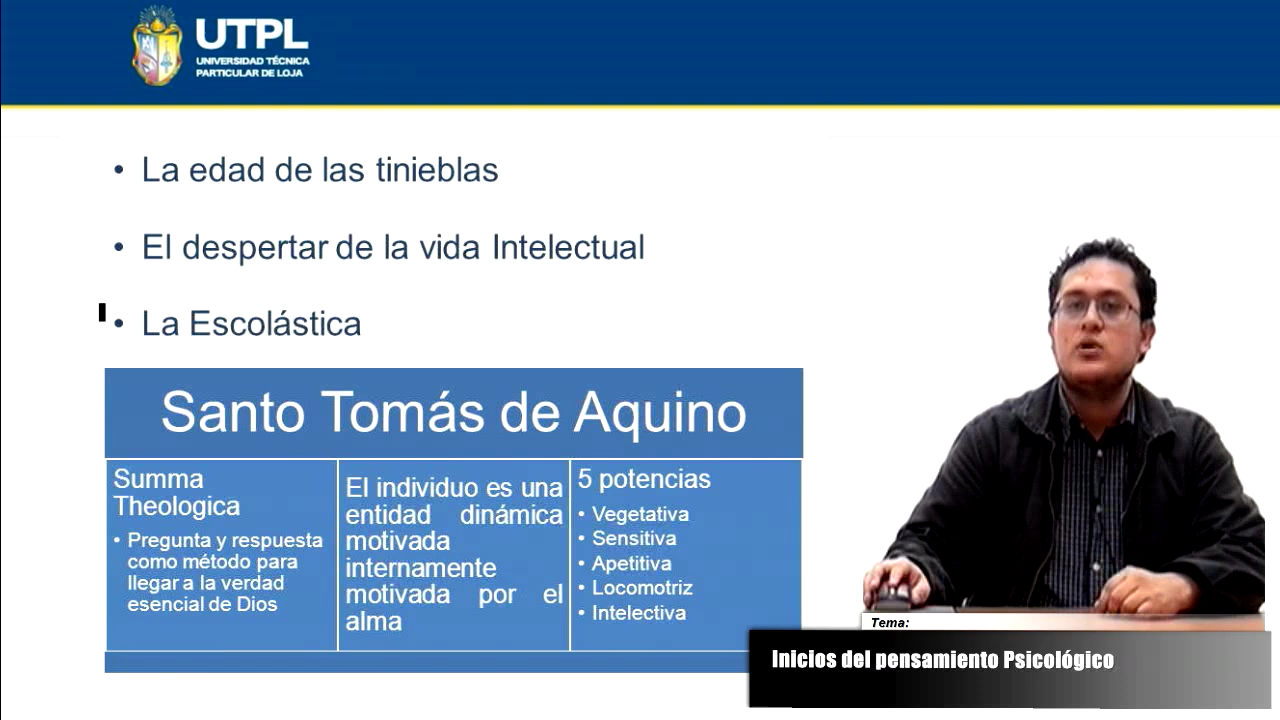 UTPL
UNIVERSIDAD TÉCNICA
PARTICULAR DE LOJA
• La edad de las tinieblas
• El despertar de la vida Intelectual
• La Escolástica
Santo Tomás de Aquino
Summa
Theologica
• Pregunta y respuesta
como método para
llegar a la verdad
esencial de Dios
El individuo es una
entidad dinámica
motivada
internamente
motivada por el
alma
5 potencias
• Vegetativa
• Sensitiva
• Apetitiva
• Locomotriz
• Intelectiva
Tema:
Inicios del pensamiento Psicológico